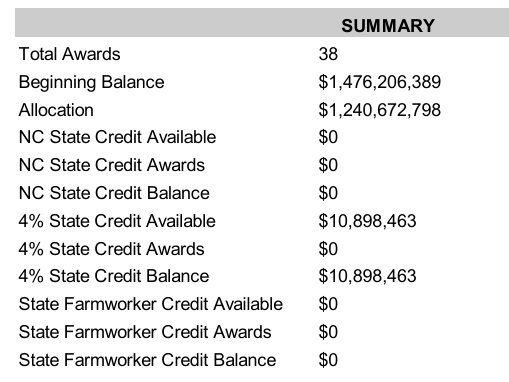 SUMMARY
Total Awards 38
Beginning Balance $1,476,206,389
Allocation $1,240,672,798
NC State Credit Available $0
NC State Credit Awards $0
NC State Credit Balance $0
4% State Credit Available $10,898,463
4% State Credit Awards $0
4% State Credit Balance $10,898,463
State Farmworker Credit Available $0
State Farmworker Credit Awards $0
State Farmworker Credit Balance $0